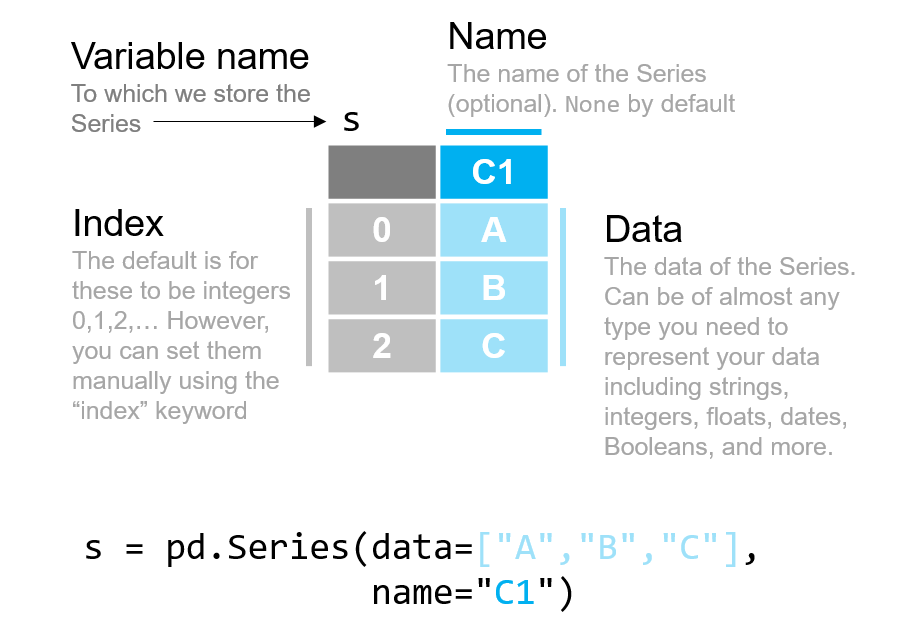 Variable name
To which we store the
Series
s
Name
The name of the Series
(optional). None by default
C1
0 A
1 B
2 C
Index
The default is for
these to be integers
0,1,2,… However,
you can set them
manually using the
“index” keyword
Data
The data of the Series.
Can be of almost any
type you need to
represent your data
including strings,
integers, floats, dates,
Booleans, and more.
s = pd.Series(data=["A","B","C"],
name="C1")